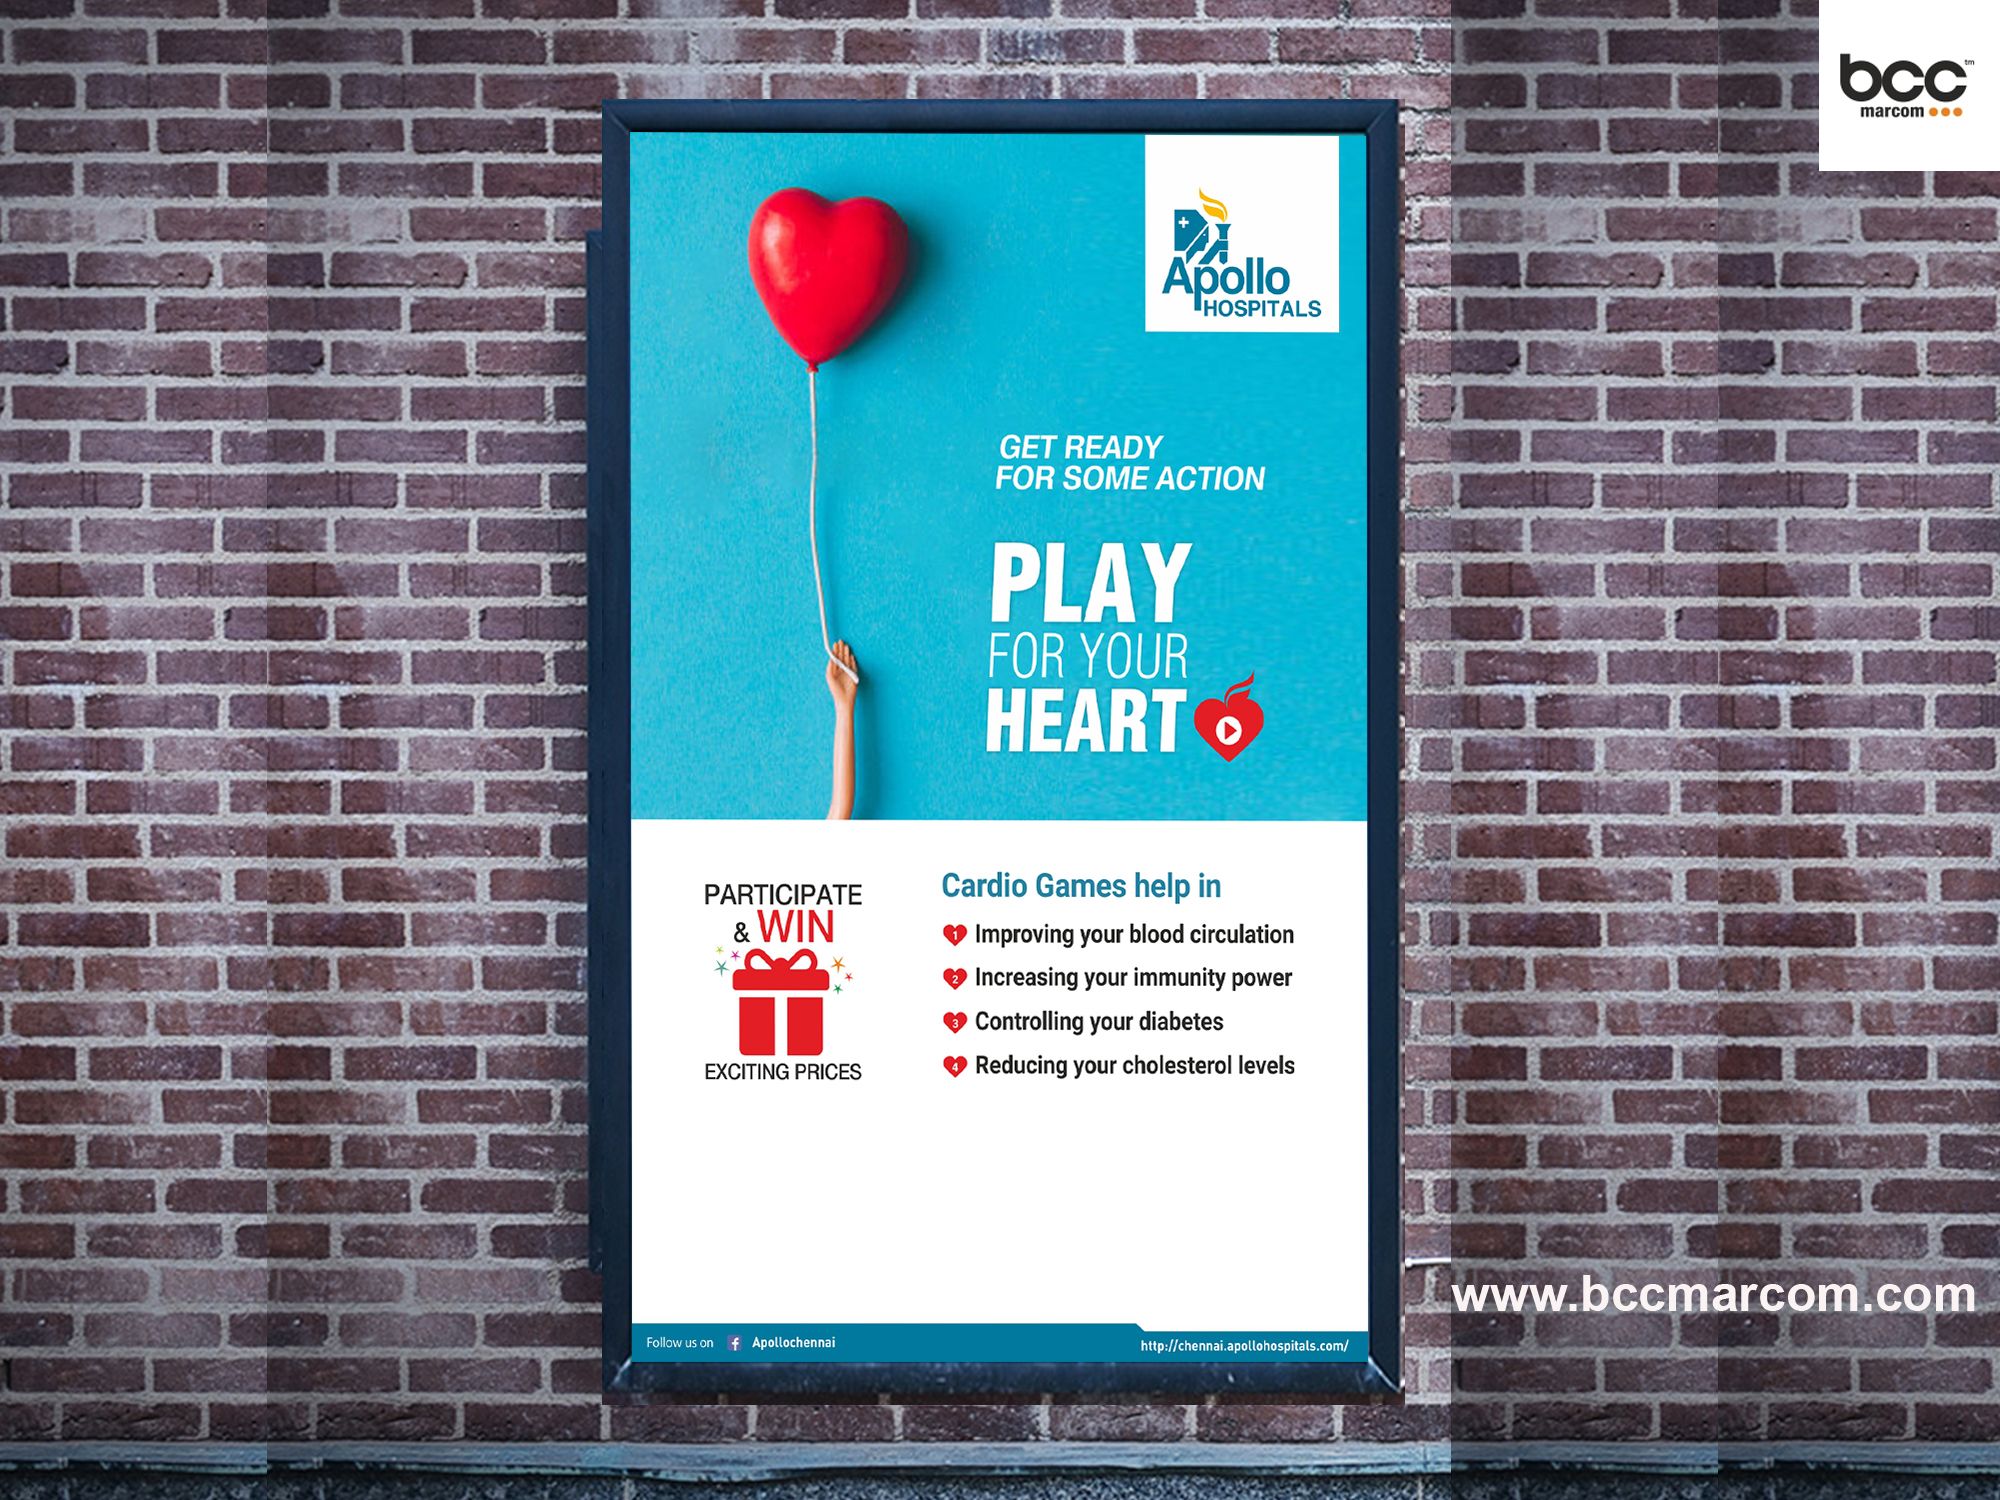 bcc™
marcom
Apollo
HOSPITALS
GET READY
FOR SOME ACTION
PLAY
FOR YOUR
HEART
PARTICIPATE
& WIN
EXCITING PRICES
Cardio Games help in
1 Improving your blood circulation
2 Increasing your immunity power
3 Controlling your diabetes
4 Reducing your cholesterol levels
www.bccmarcom.com
Follow us on f Apollochennai
http://chennai.apollohospitals.com/